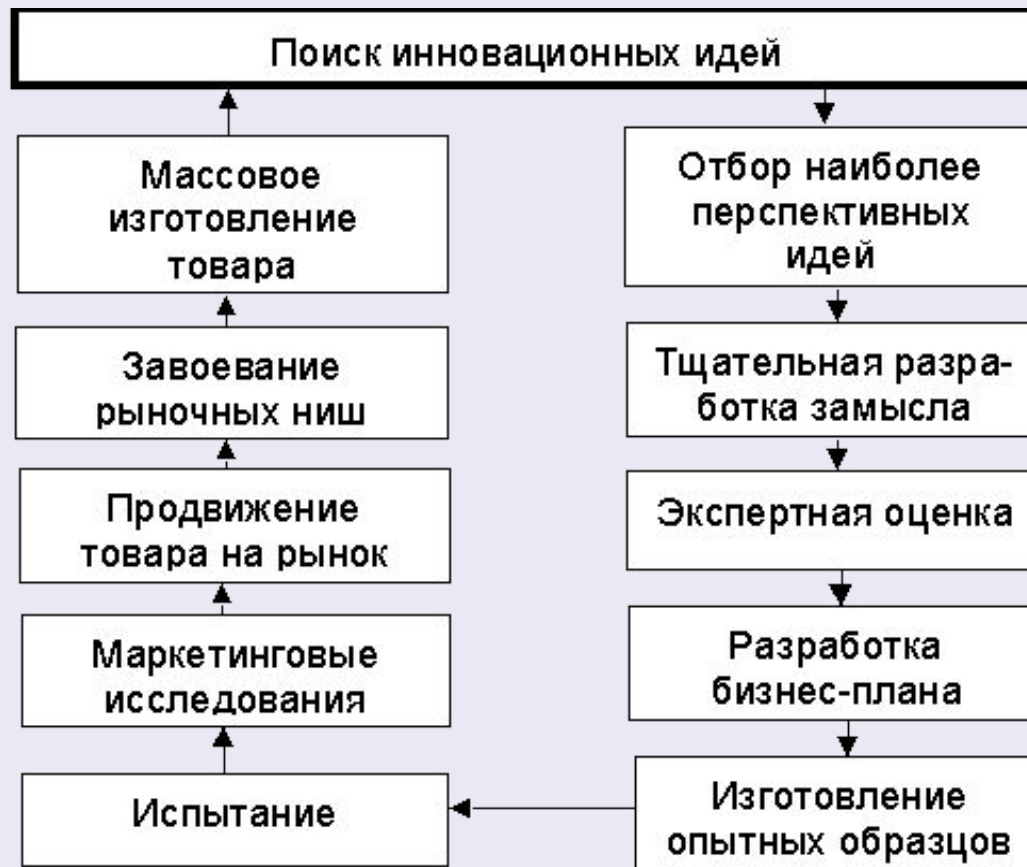 Поиск инновационных идей
Отбор наиболее
перспективных
идей
Тщательная разра-
ботка замысла
Экспертная оценка
Разработка
бизнес-плана
Изготовление
опытных образцов
Испытание
Маркетинговые
исследования
Продвижение
товара на рынок
Завоевание
рыночных ниш
Массовое
изготовление
товара